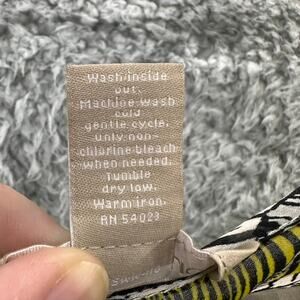 Wash inside
out.
Machine wash
cold
gentle cycle.
only non-
chlorine bleach
when needed.
Tumble
dry low.
Warm iron.
RN 54023